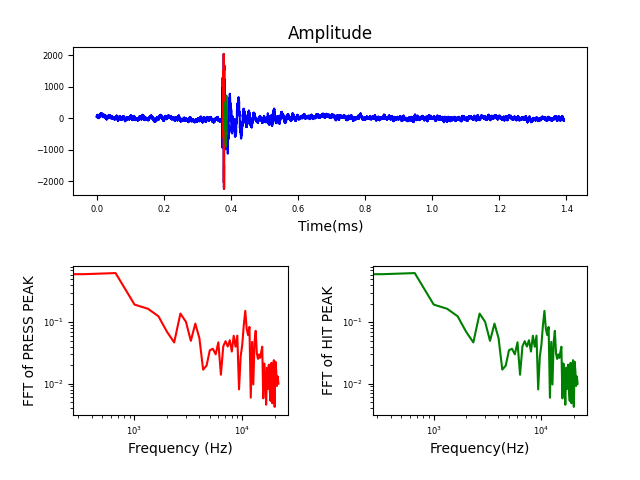 Amplitude
2000
1000
0
−1000
−2000
0.0 0.2 0.4 0.6 0.8 1.0 1.2 1.4
Time(ms)
FFT of PRESS PEAK
10⁻¹
10⁻²
10³ 10⁴
Frequency (Hz)
FFT of HIT PEAK
10⁻¹
10⁻²
10³ 10⁴
Frequency(Hz)